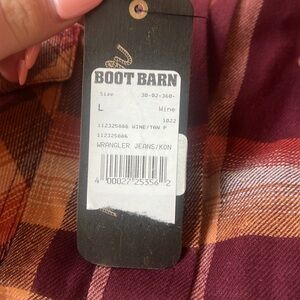 BOOT BARN
Size 30-02-360-
L Wine
1022
112325606 WINE/TAN P
112325606
WRANGLER JEANS/KON
4 00027 25356 2